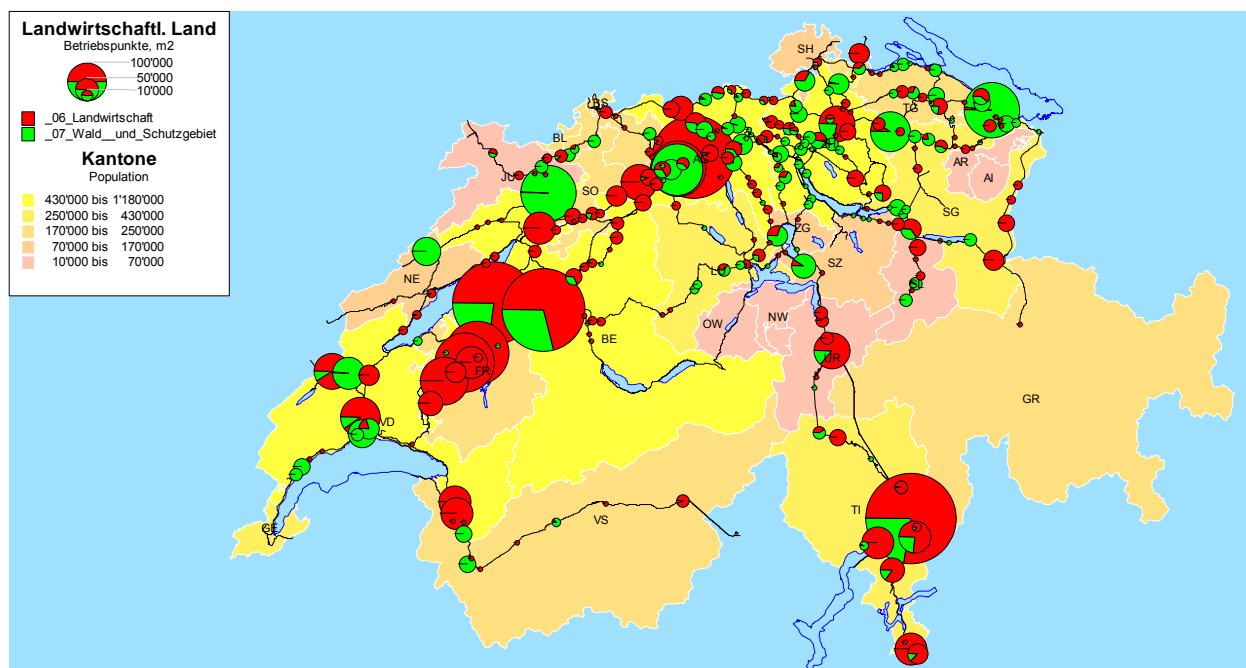 Landwirtschaftl. Land
Betriebspunkte, m2
100'000
50'000
10'000
_06_Landwirtschaft
_07_Wald__und_Schutzgebiet
Kantone
Population
430'000 bis 1'180'000
250'000 bis 430'000
170'000 bis 250'000
70'000 bis 170'000
10'000 bis 70'000
SH
BS
TG
BL
AG
AR
JU
AI
SO
SG
ZG
NE
SZ
LU
OW
NW
BE
UR
FR
GR
VD
TI
VS
GE